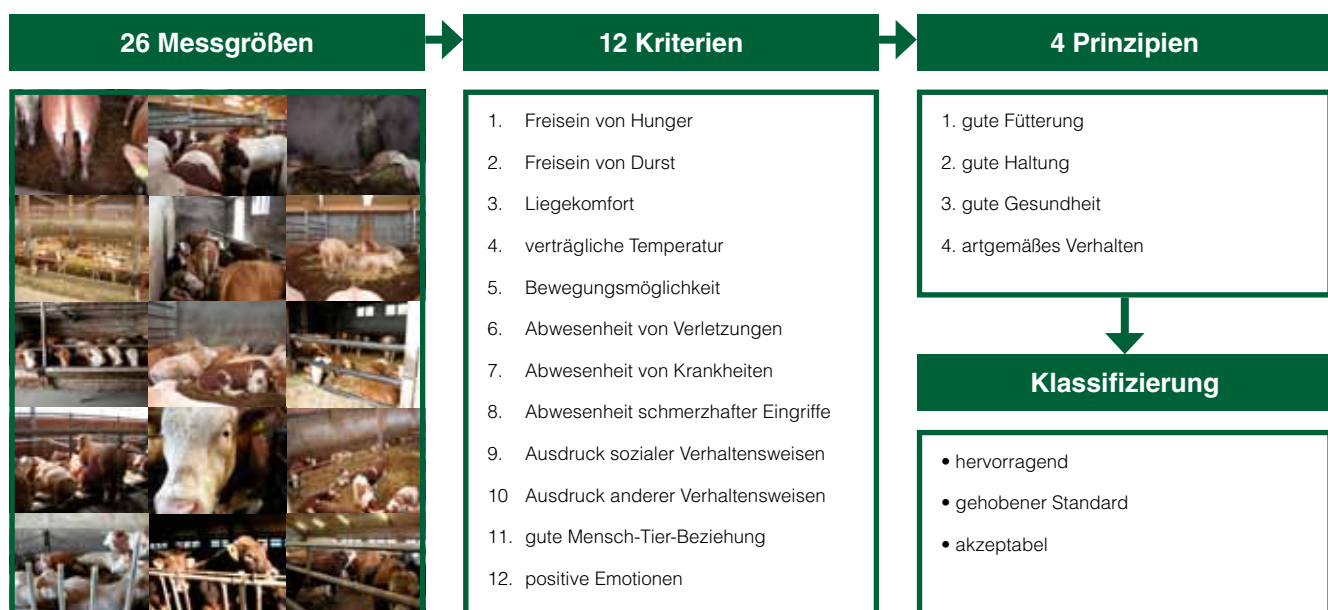 26 Messgrößen
12 Kriterien
1. Freisein von Hunger
2. Freisein von Durst
3. Liegekomfort
4. verträgliche Temperatur
5. Bewegungsmöglichkeit
6. Abwesenheit von Verletzungen
7. Abwesenheit von Krankheiten
8. Abwesenheit schmerzhafter Eingriffe
9. Ausdruck sozialer Verhaltensweisen
10 Ausdruck anderer Verhaltensweisen
11. gute Mensch-Tier-Beziehung
12. positive Emotionen
4 Prinzipien
1. gute Fütterung
2. gute Haltung
3. gute Gesundheit
4. artgemäßes Verhalten
Klassifizierung
• hervorragend
• gehobener Standard
• akzeptabel